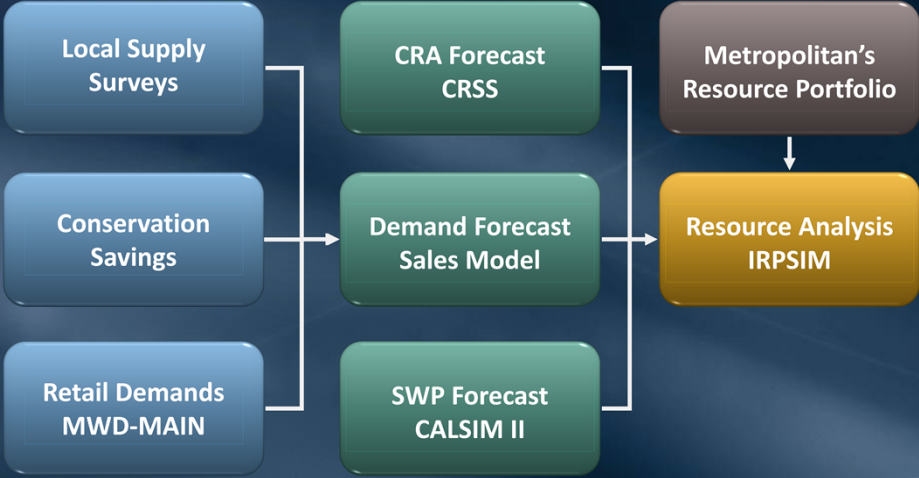 Local Supply
Surveys
CRA Forecast
CRSS
Metropolitan’s
Resource Portfolio
Conservation
Savings
Demand Forecast
Sales Model
Resource Analysis
IRPSIM
Retail Demands
MWD-MAIN
SWP Forecast
CALSIM II